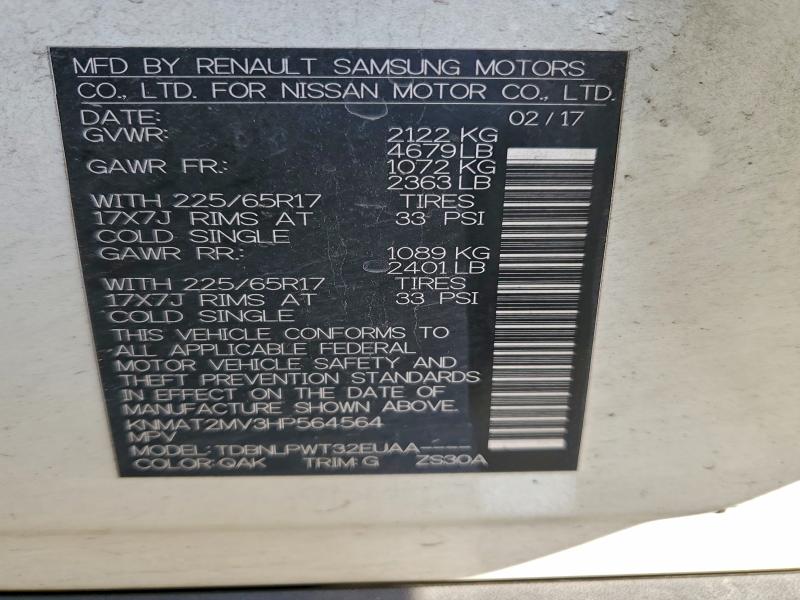 MFD BY RENAULT SAMSUNG MOTORS
CO., LTD. FOR NISSAN MOTOR CO., LTD.
DATE: 02/17
GVWR: 2122 KG
4679LB
GAWR FR.: 1072 KG
2363 LB
WITH 225/65R17 TIRES
17X7J RIMS AT 33 PSI
COLD SINGLE
GAWR RR.: 1089 KG
2401 LB
WITH 225/65R17 TIRES
17X7J RIMS AT 33 PSI
COLD SINGLE
THIS VEHICLE CONFORMS TO
ALL APPLICABLE FEDERAL
MOTOR VEHICLE SAFETY AND
THEFT PREVENTION STANDARDS
IN EFFECT ON THE DATE OF
MANUFACTURE SHOWN ABOVE.
KNMAT2MV3HP564564
MPV
MODEL: TDBNLPWT32EUAA-----
COLOR:QAK TRIM:G ZS30A